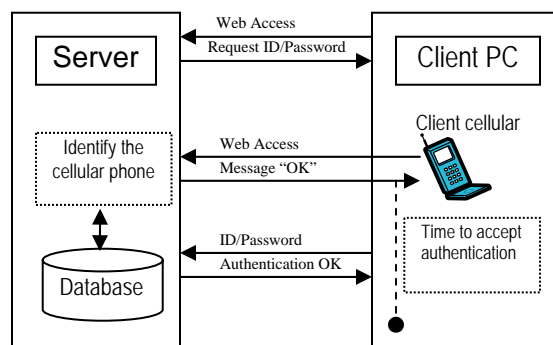 Web Access
Request ID/Password
Server
Client PC
Client cellular
Identify the
cellular phone
Web Access
Message “OK”
Time to accept
authentication
ID/Password
Authentication OK
Database